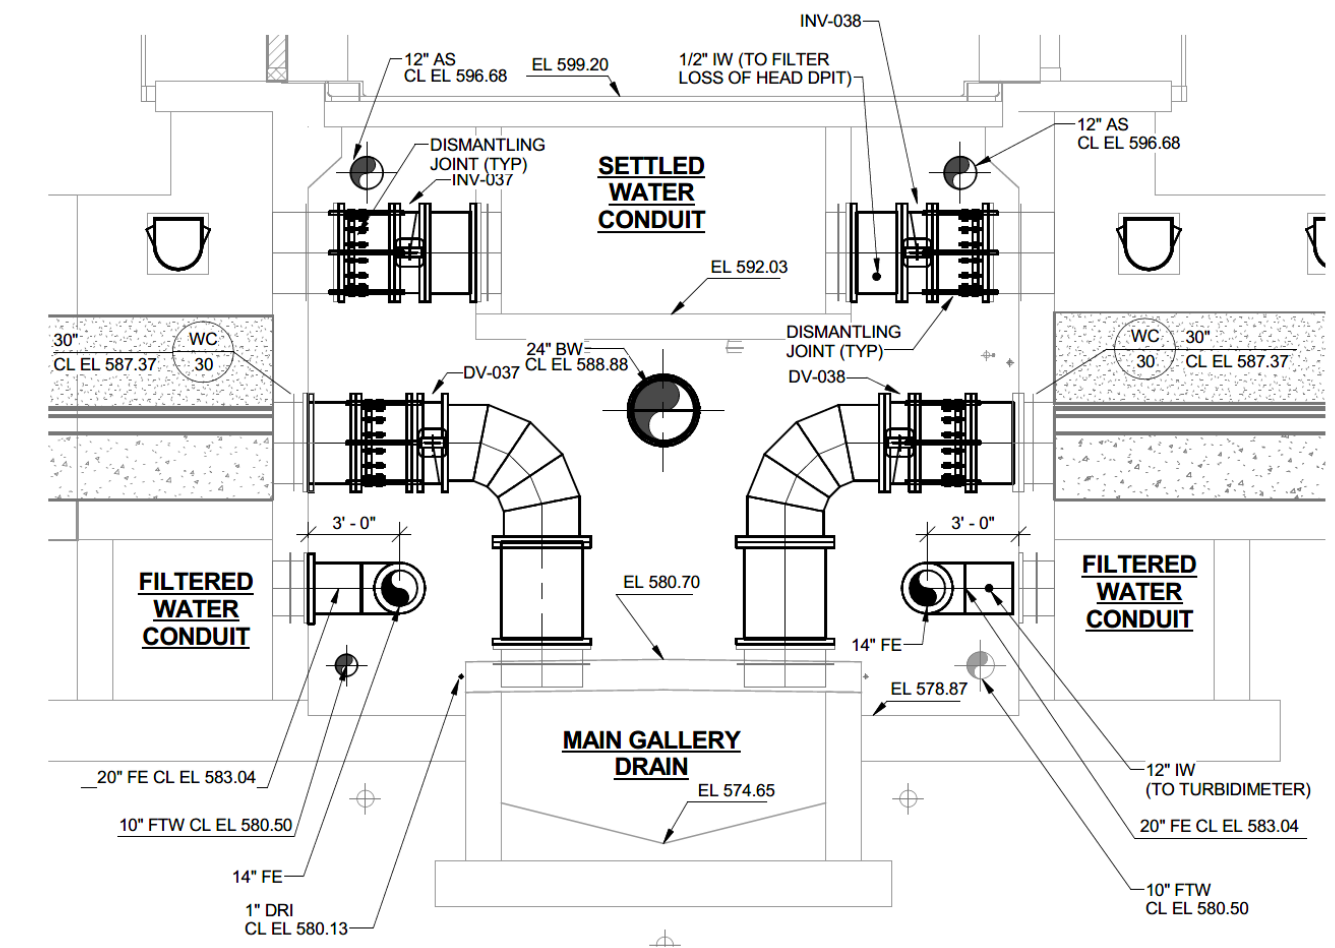 INV-038
12" AS
CL EL 596.68
EL 599.20
1/2" IW (TO FILTER
LOSS OF HEAD DPIT)
12" AS
CL EL 596.68
DISMANTLING
JOINT (TYP)
INV-037
SETTLED
WATER
CONDUIT
EL 592.03
DISMANTLING
JOINT (TYP)
30"
CL EL 587.37
WC
30
24" BW
CL EL 588.88
DV-037
DV-038
WC
30
30"
CL EL 587.37
3' - 0"
3' - 0"
FILTERED
WATER
CONDUIT
EL 580.70
FILTERED
WATER
CONDUIT
14" FE
EL 578.87
MAIN GALLERY
DRAIN
EL 574.65
20" FE CL EL 583.04
10" FTW CL EL 580.50
14" FE
1" DRI
CL EL 580.13
12" IW
(TO TURBIDIMETER)
20" FE CL EL 583.04
10" FTW
CL EL 580.50